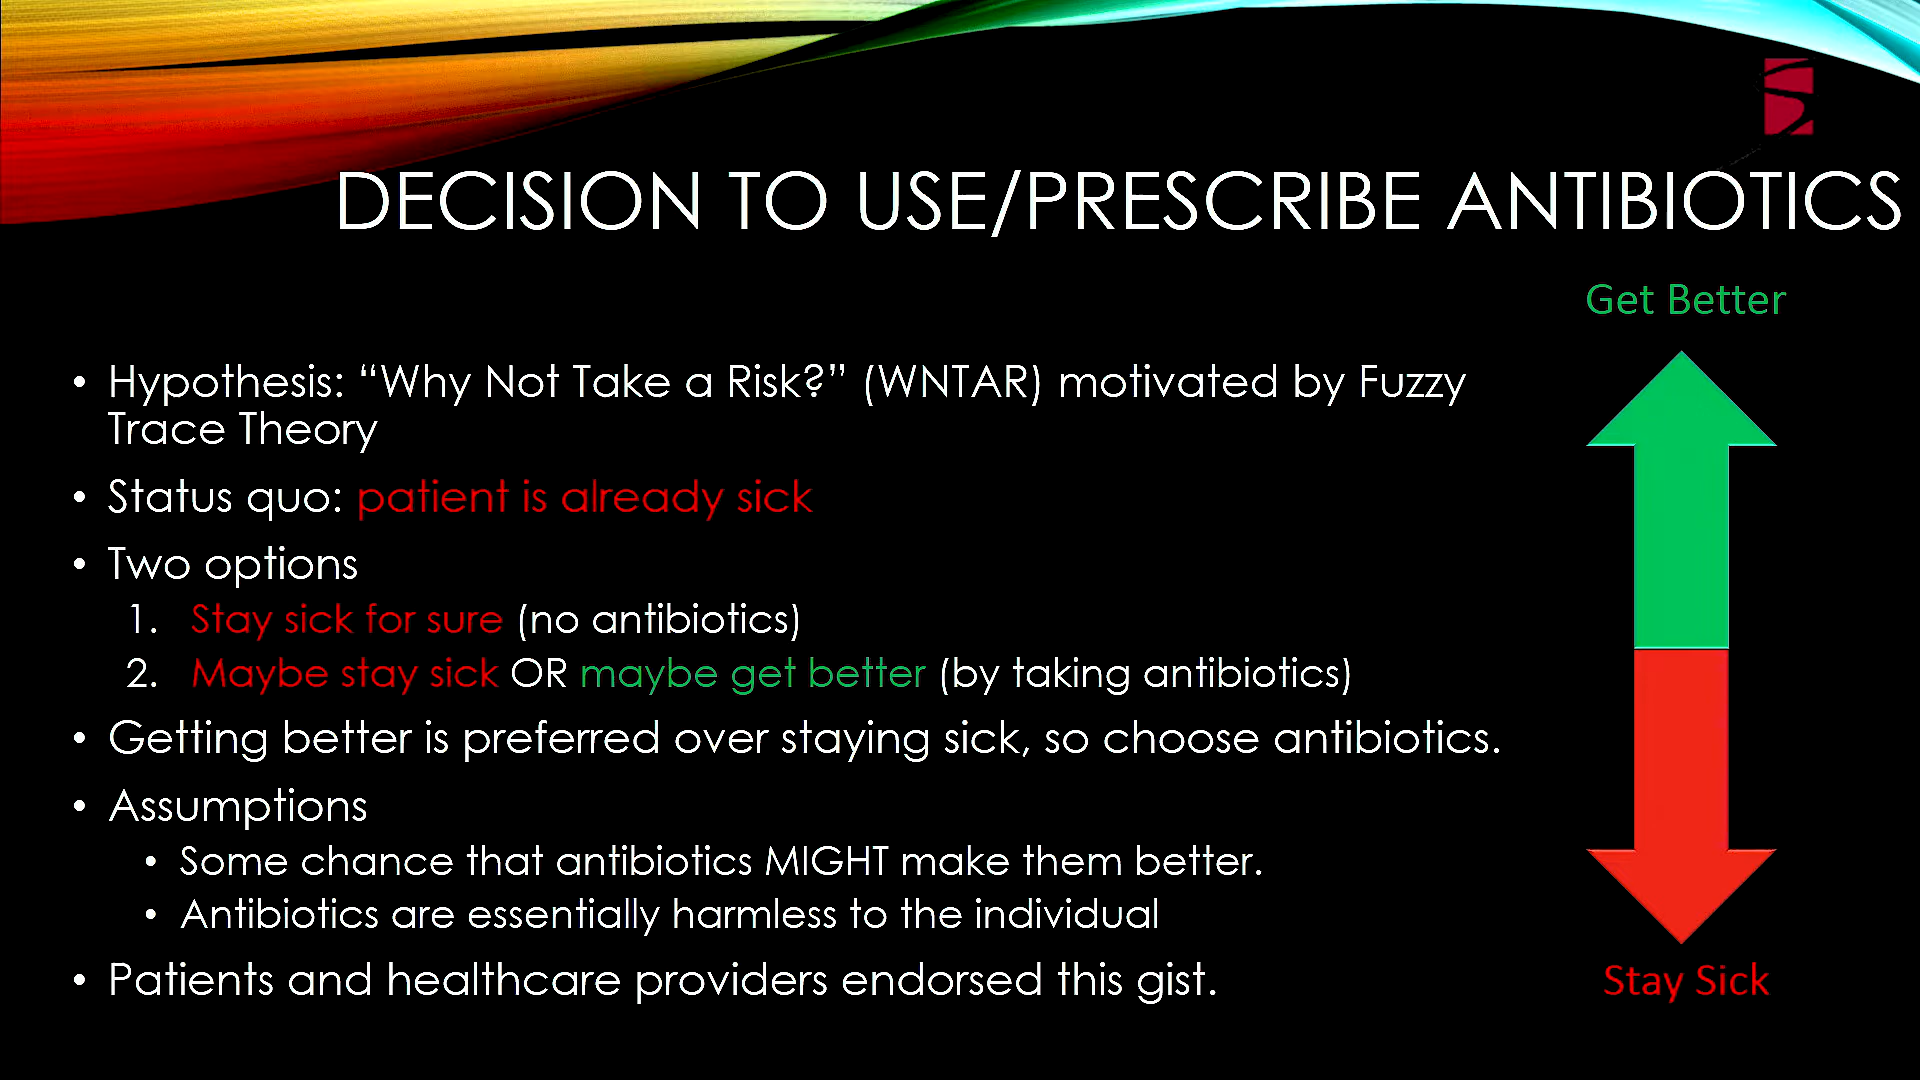 DECISION TO USE/PRESCRIBE ANTIBIOTICS
Get Better
• Hypothesis: “Why Not Take a Risk?” (WNTAR) motivated by Fuzzy
Trace Theory
• Status quo: patient is already sick
• Two options
1. Stay sick for sure (no antibiotics)
2. Maybe stay sick OR maybe get better (by taking antibiotics)
• Getting better is preferred over staying sick, so choose antibiotics.
• Assumptions
• Some chance that antibiotics MIGHT make them better.
• Antibiotics are essentially harmless to the individual
• Patients and healthcare providers endorsed this gist.
Stay Sick